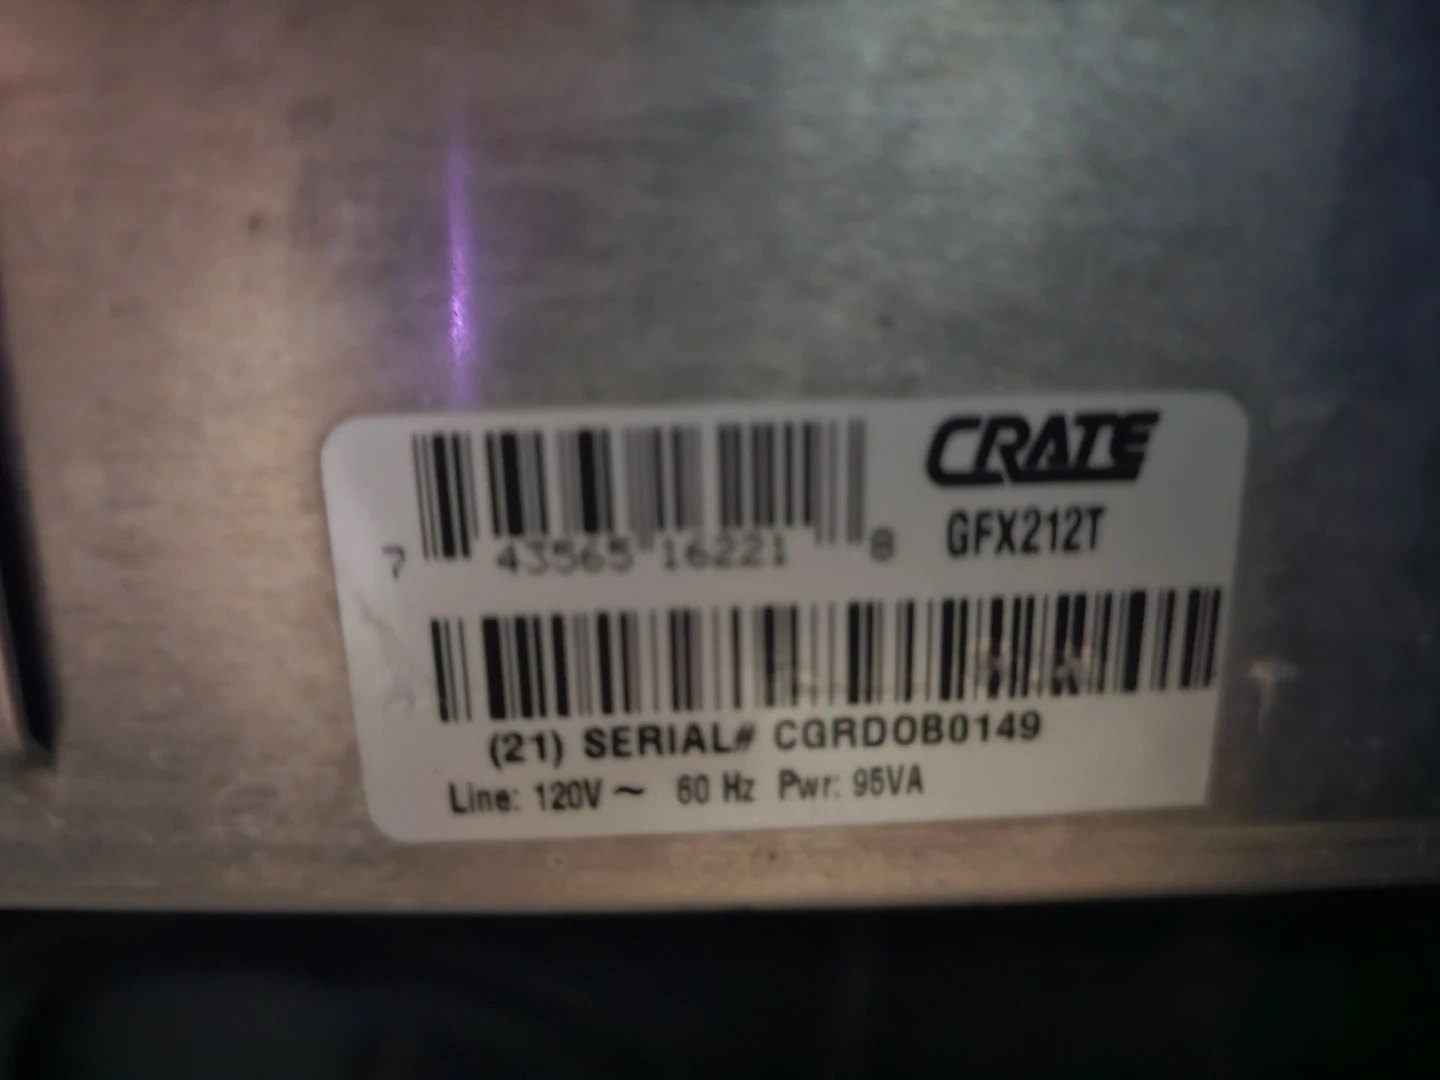 CRATE
GFX212T
7 43565 16221 8
(21) SERIAL# CGRDOB0149
Line: 120V ~ 60 Hz Pwr: 95VA